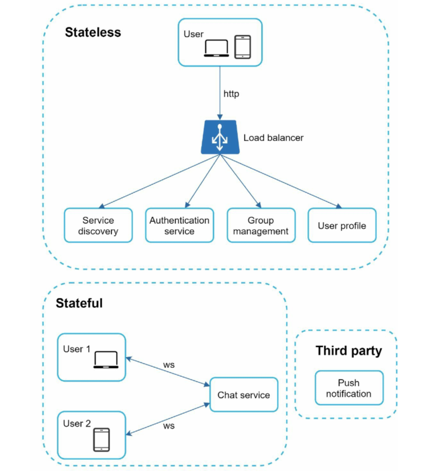 Stateless
User
http
Load balancer
Service
discovery
Authentication
service
Group
management
User profile
Stateful
User 1
ws
Chat service
ws
User 2
Third party
Push
notification